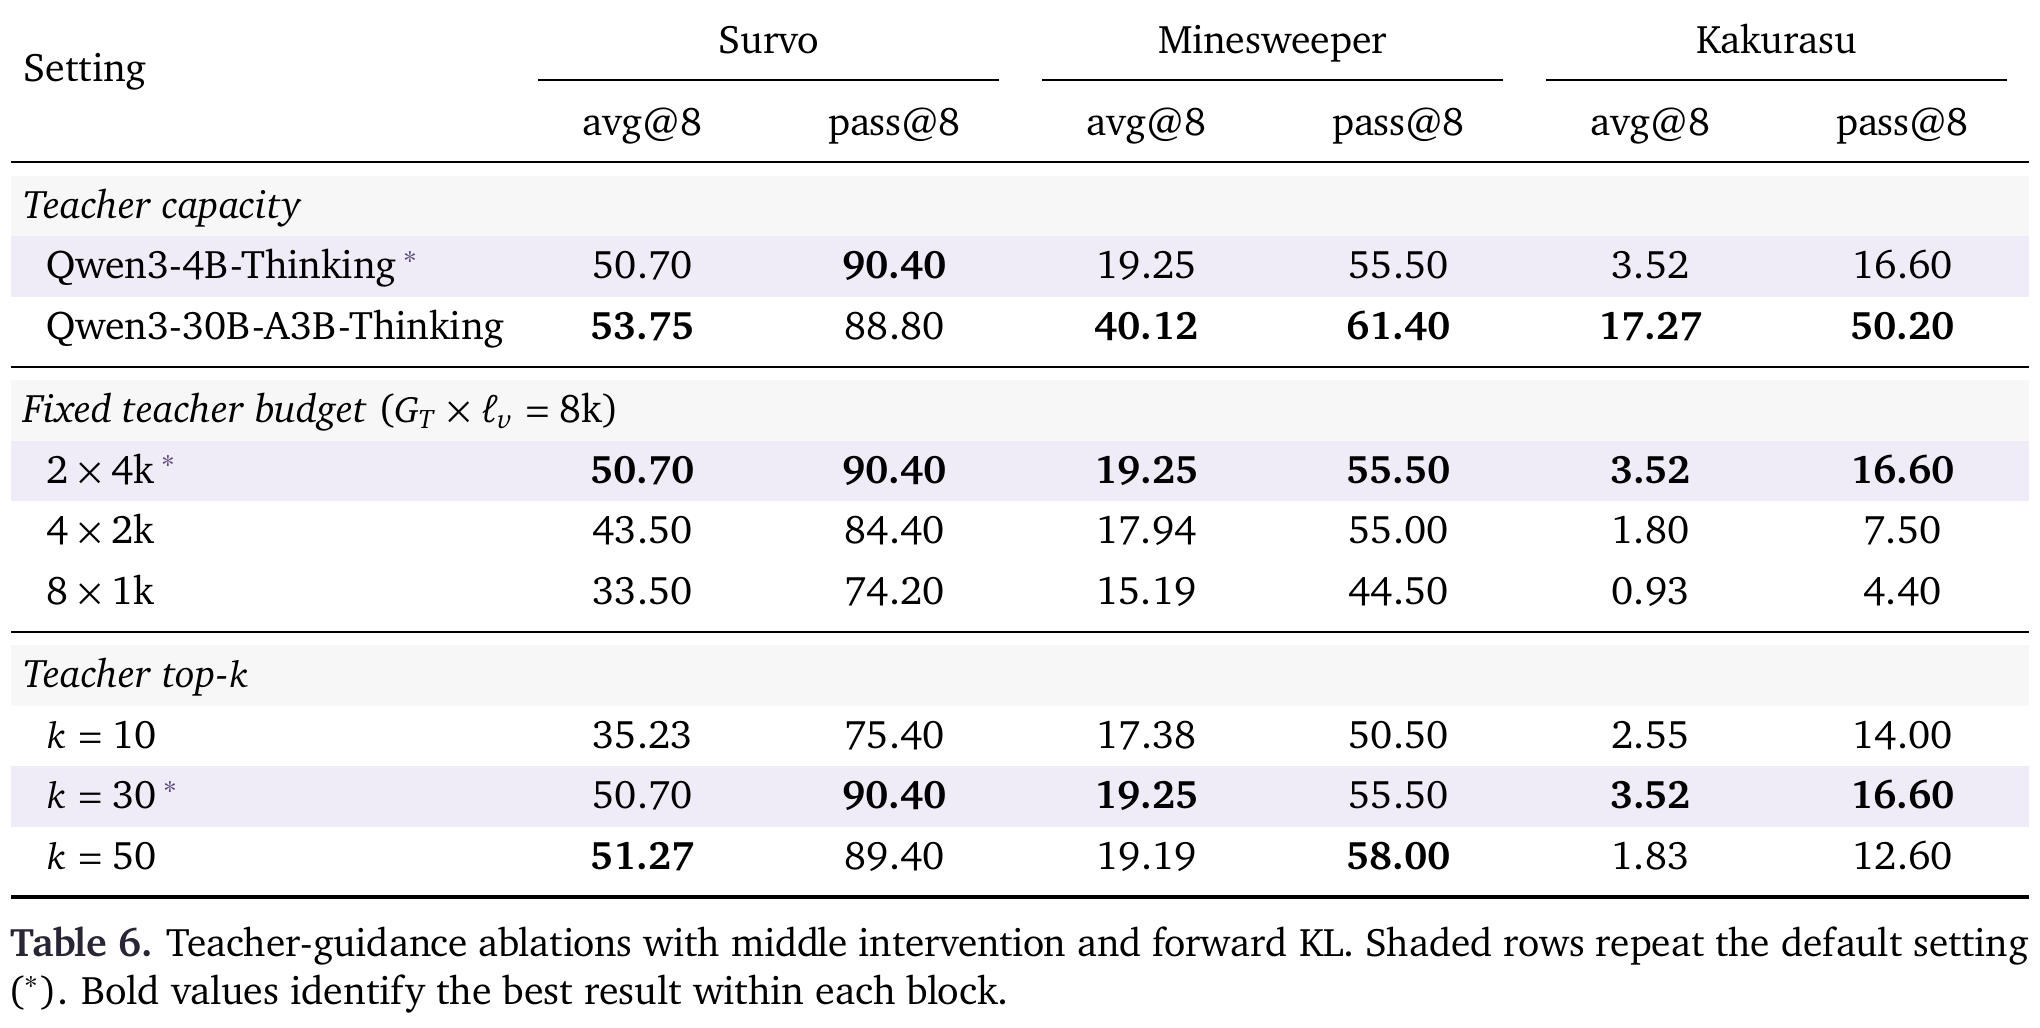 Setting Survo Minesweeper Kakurasu
avg@8 pass@8 avg@8 pass@8 avg@8 pass@8
Teacher capacity
Qwen3-4B-Thinking * 50.70 90.40 19.25 55.50 3.52 16.60
Qwen3-30B-A3B-Thinking 53.75 88.80 40.12 61.40 17.27 50.20
Fixed teacher budget (G_T × ℓ_v = 8k)
2 × 4k * 50.70 90.40 19.25 55.50 3.52 16.60
4 × 2k 43.50 84.40 17.94 55.00 1.80 7.50
8 × 1k 33.50 74.20 15.19 44.50 0.93 4.40
Teacher top-k
k = 10 35.23 75.40 17.38 50.50 2.55 14.00
k = 30 * 50.70 90.40 19.25 55.50 3.52 16.60
k = 50 51.27 89.40 19.19 58.00 1.83 12.60
Table 6. Teacher-guidance ablations with middle intervention and forward KL. Shaded rows repeat the default setting
(*). Bold values identify the best result within each block.